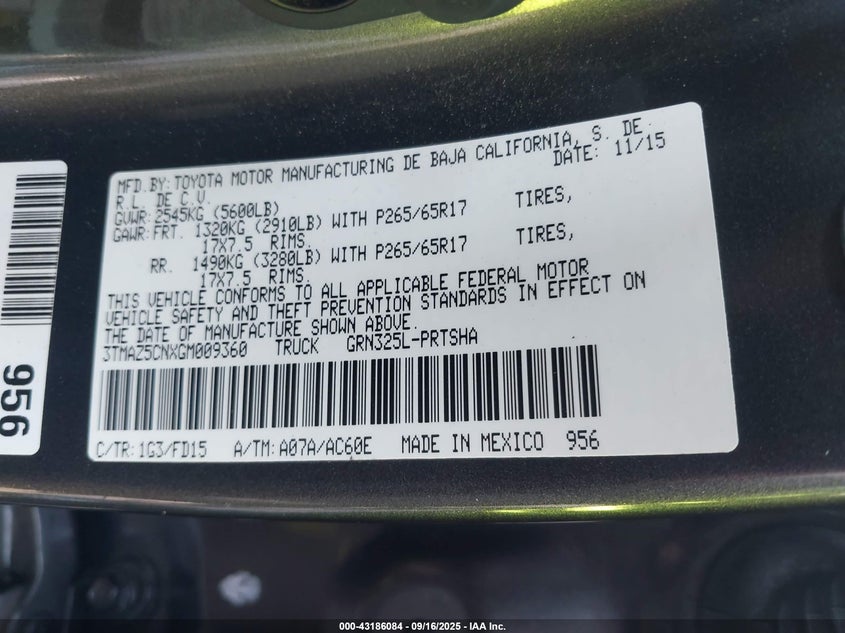 MFD.BY:TOYOTA MOTOR MANUFACTURING DE BAJA CALIFORNIA, S. DE
R.L. DE C.V. DATE: 11/15
GVWR:2545KG (5600LB)
GAWR:FRT. 1320KG (2910LB) WITH P265/65R17 TIRES,
17X7.5 RIMS.
RR. 1490KG (3280LB) WITH P265/65R17 TIRES,
17X7.5 RIMS.
THIS VEHICLE CONFORMS TO ALL APPLICABLE FEDERAL MOTOR
VEHICLE SAFETY AND THEFT PREVENTION STANDARDS IN EFFECT ON
THE DATE OF MANUFACTURE SHOWN ABOVE.
3TMAZ5CNXGM009360 TRUCK GRN325L-PRTSHA
C/TR:1G3/FD15 A/TM:A07A/AC60E MADE IN MEXICO 956
956
000-43186084 - 09/16/2025 - IAA Inc.